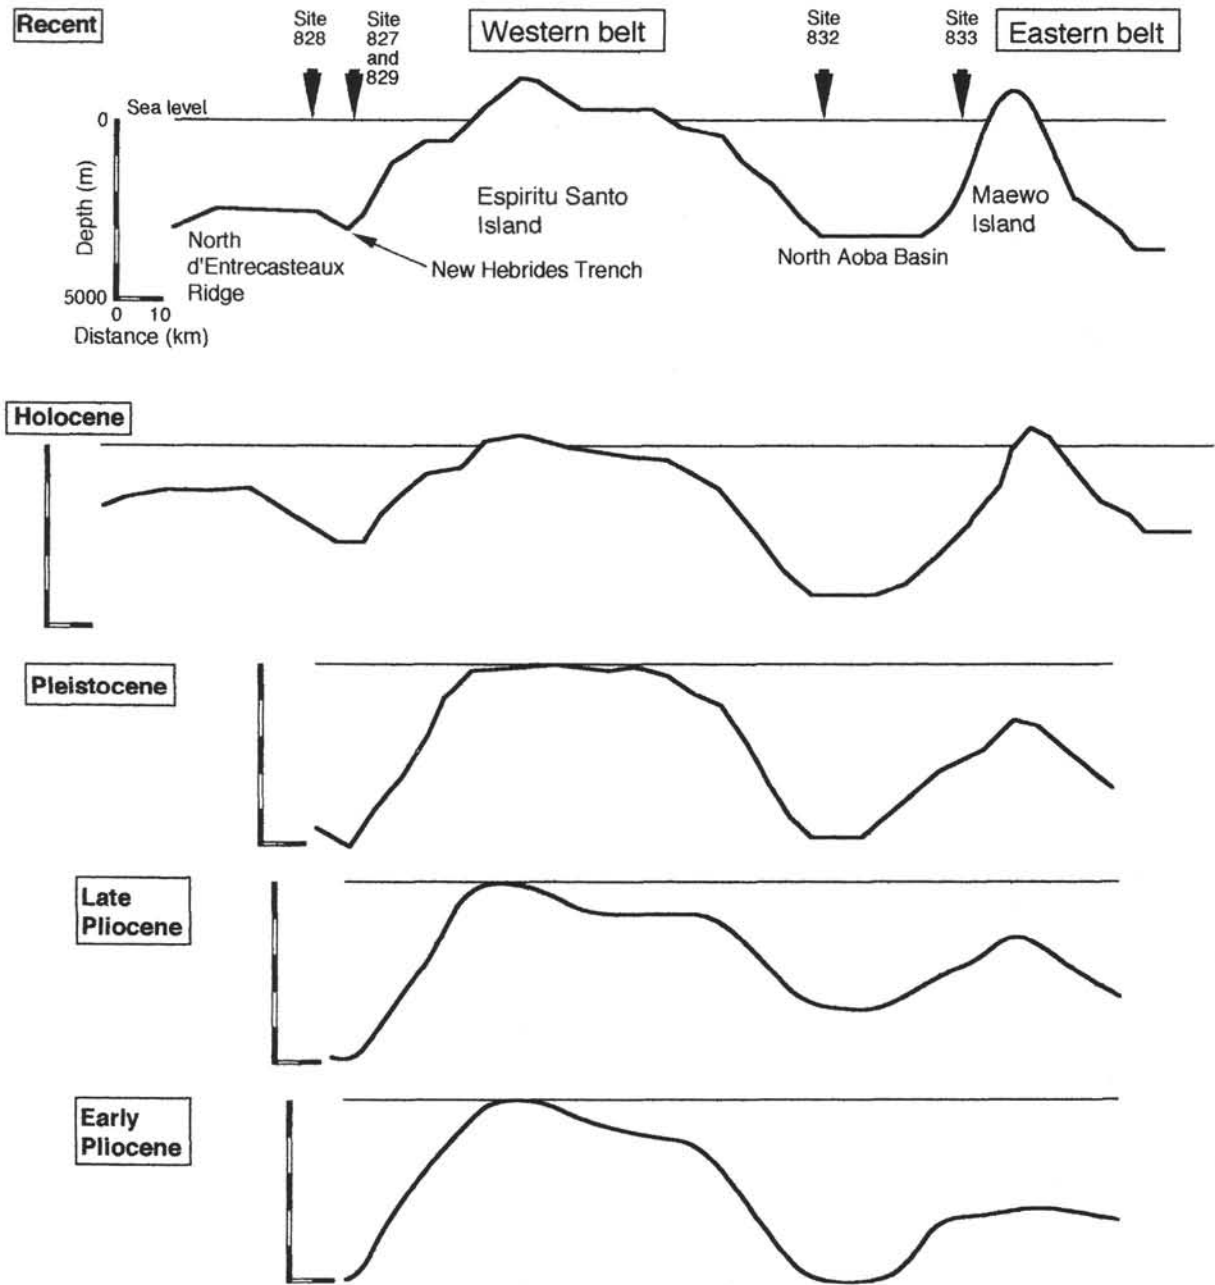 Recent
Site
828
Site
827
and
829
Western belt
Site
832
Site
833
Eastern belt
Sea level
0
Depth (m)
5000
0 10
Distance (km)
North
d'Entrecasteaux
Ridge
New Hebrides Trench
Espiritu Santo
Island
North Aoba Basin
Maewo
Island
Holocene
Pleistocene
Late
Pliocene
Early
Pliocene